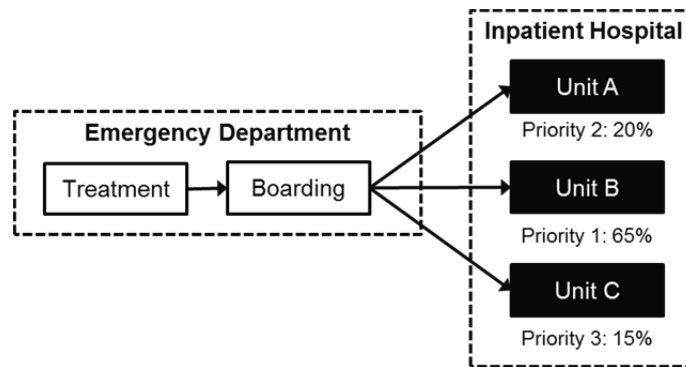 Inpatient Hospital
Unit A
Priority 2: 20%
Emergency Department
Treatment
Boarding
Unit B
Priority 1: 65%
Unit C
Priority 3: 15%